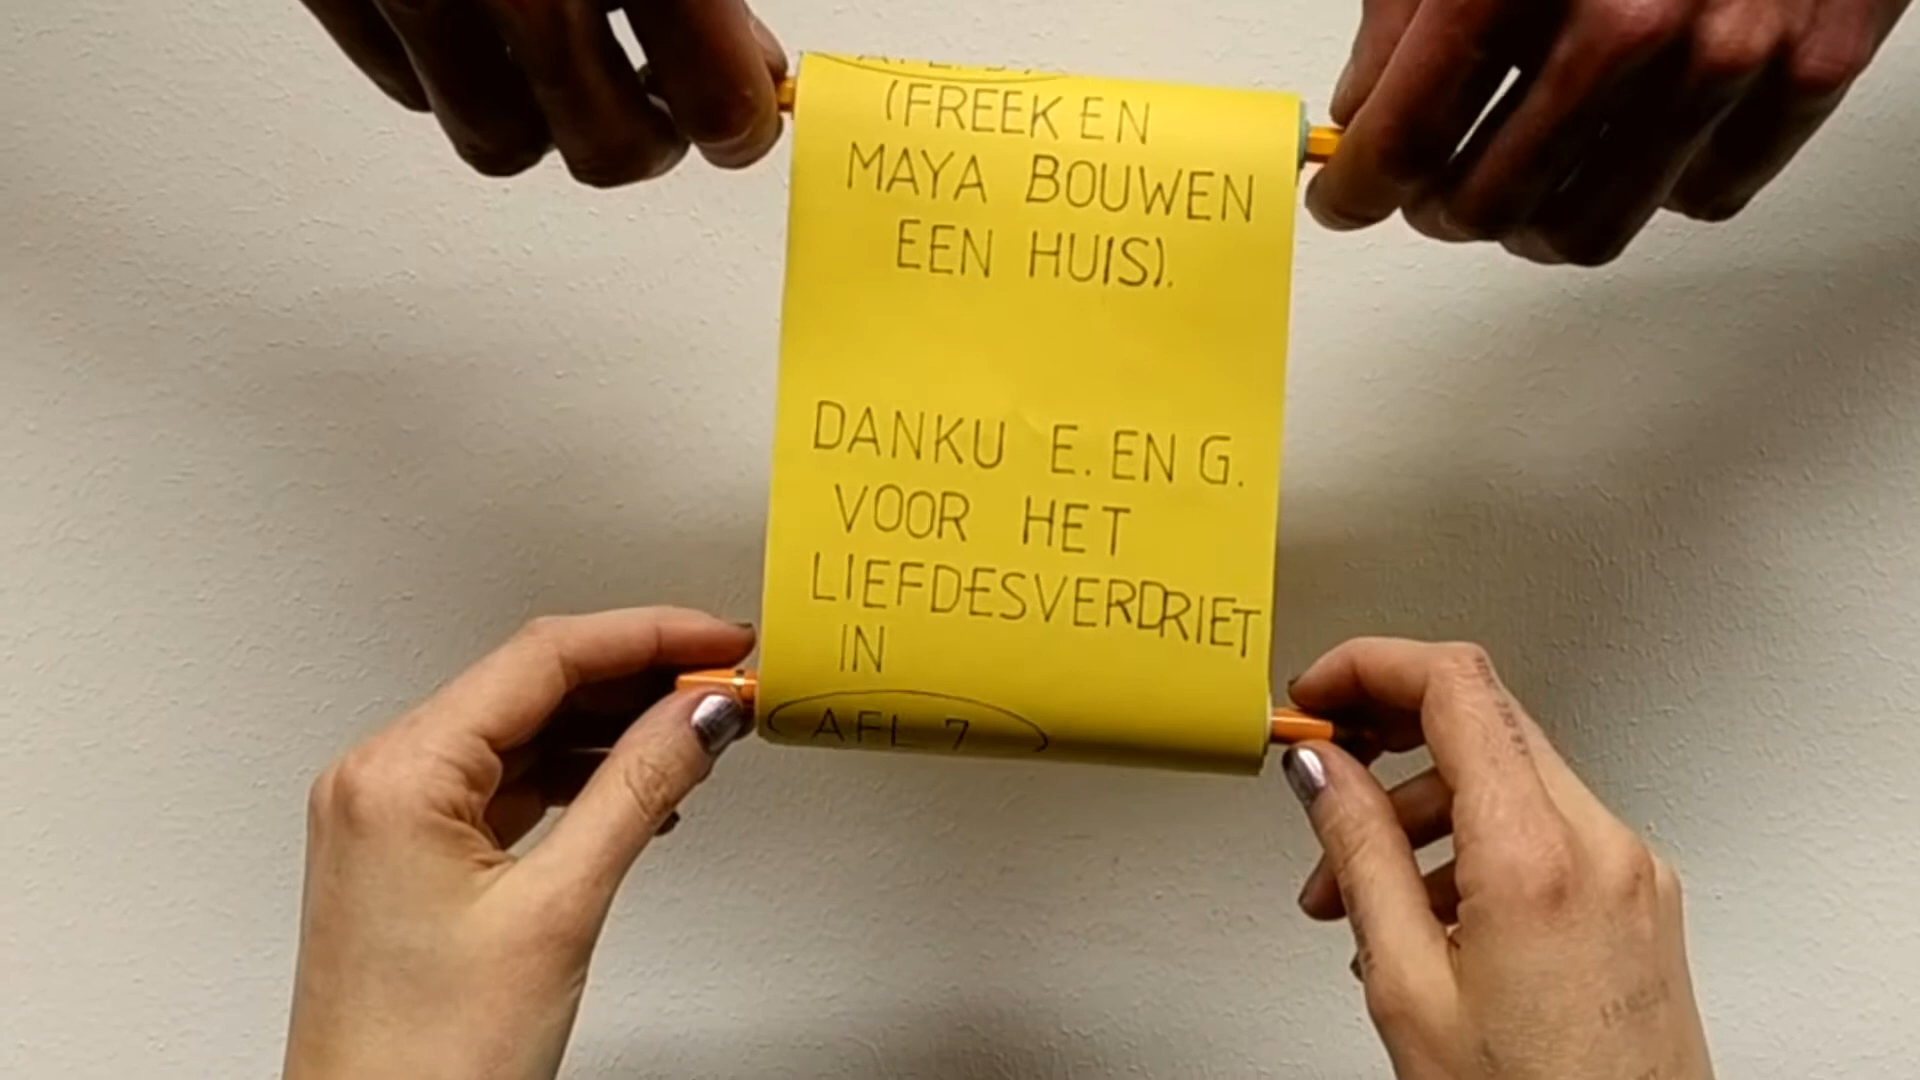 (FREEK EN
MAYA BOUWEN
EEN HUIS).
DANKU E. EN G.
VOOR HET
LIEFDESVERDRIET
IN
AFL 7